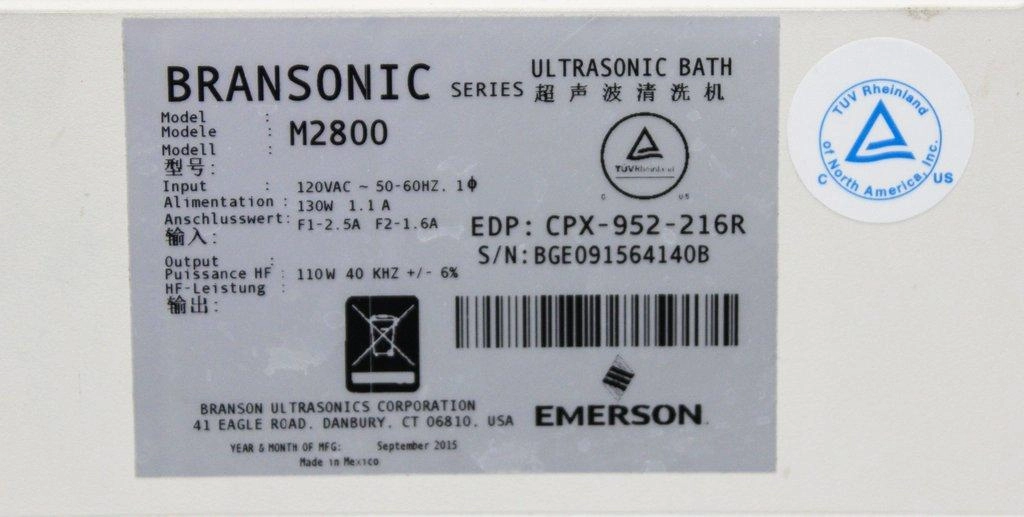 BRANSONIC SERIES ULTRASONIC BATH
超声波清洗机
Model :
Modele :
Modell :
型号:
M2800
Input :
Alimentation :
Anschlusswert:
输入:
120VAC ~ 50-60HZ. 1ϕ
130W 1.1 A
F1-2.5A F2-1.6A
Output :
Puissance HF :
HF-Leistung :
输出:
110W 40 KHZ +/- 6%
TÜVRheinland
C US
EDP: CPX-952-216R
S/N:BGE091564140B
BRANSON ULTRASONICS CORPORATION
41 EAGLE ROAD. DANBURY. CT 06810. USA
YEAR & MONTH OF MFG: September 2015
Made in Mexico
EMERSON
TÜV Rheinland
of North America, Inc.
C US